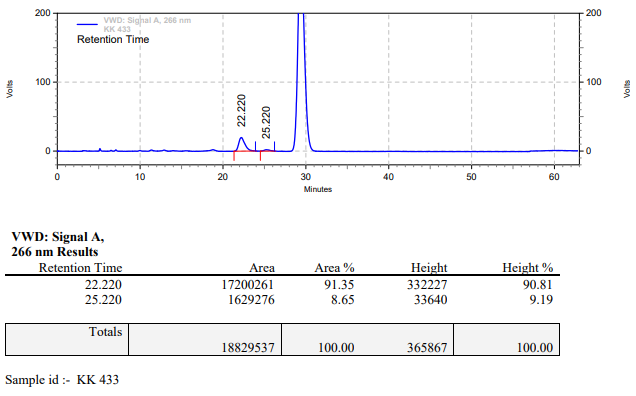 200
VWD: Signal A, 266 nm
KK 433
Retention Time
200
Volts
100
22.220
25.220
100
Volts
0
0
0
10
20
30
40
50
60
Minutes
VWD: Signal A,
266 nm Results
Retention Time Area Area % Height Height %
22.220 17200261 91.35 332227 90.81
25.220 1629276 8.65 33640 9.19
Totals
18829537 100.00 365867 100.00
Sample id :- KK 433